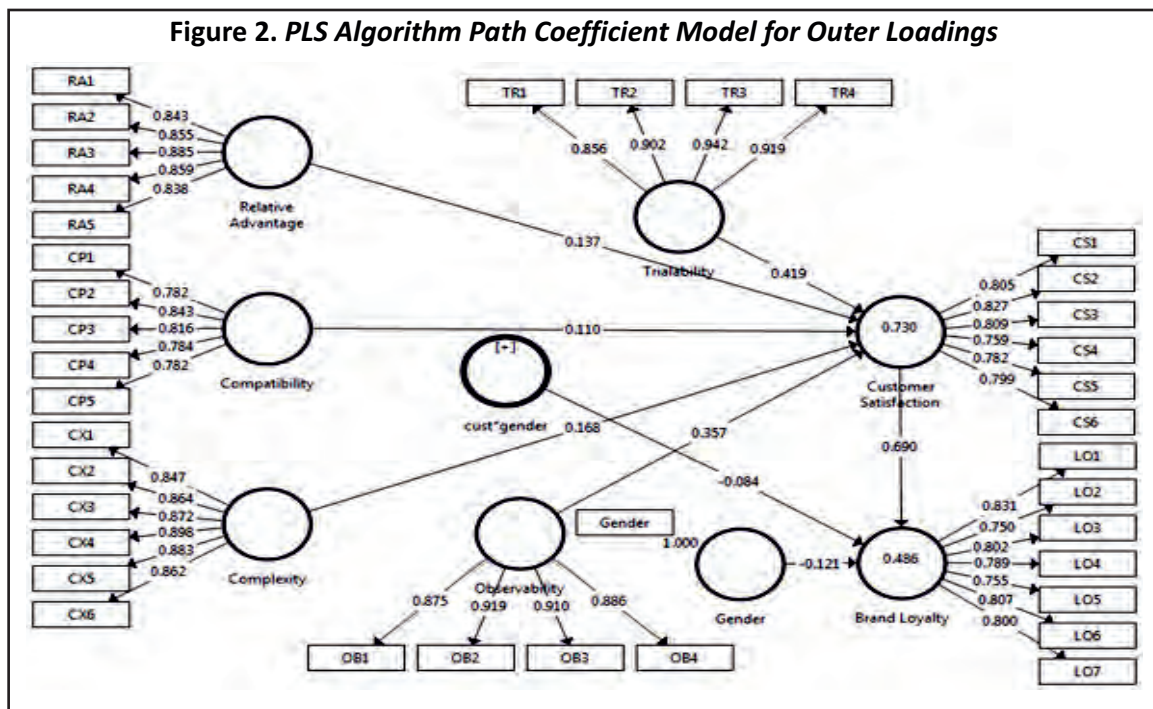 Figure 2. PLS Algorithm Path Coefficient Model for Outer Loadings
RA1
RA2
RA3
RA4
RA5
0.843
0.855
0.885
0.859
0.838
Relative
Advantage
CP1
CP2
CP3
CP4
CP5
0.782
0.843
0.816
0.784
0.782
Compatibility
CX1
CX2
CX3
CX4
CX5
CX6
0.847
0.864
0.872
0.898
0.883
0.862
Complexity
TR1
TR2
TR3
TR4
0.856
0.902
0.942
0.919
Trialability
0.137
0.419
0.110
[+]
cust*gender
0.168
0.357
-0.084
Observability
0.875
0.919
0.910
0.886
OB1
OB2
OB3
OB4
Gender
1.000
Gender
-0.121
0.730
Customer
Satisfaction
0.805
0.827
0.809
0.759
0.782
0.799
CS1
CS2
CS3
CS4
CS5
CS6
0.690
0.486
Brand Loyalty
0.831
0.750
0.802
0.789
0.755
0.807
0.800
LO1
LO2
LO3
LO4
LO5
LO6
LO7